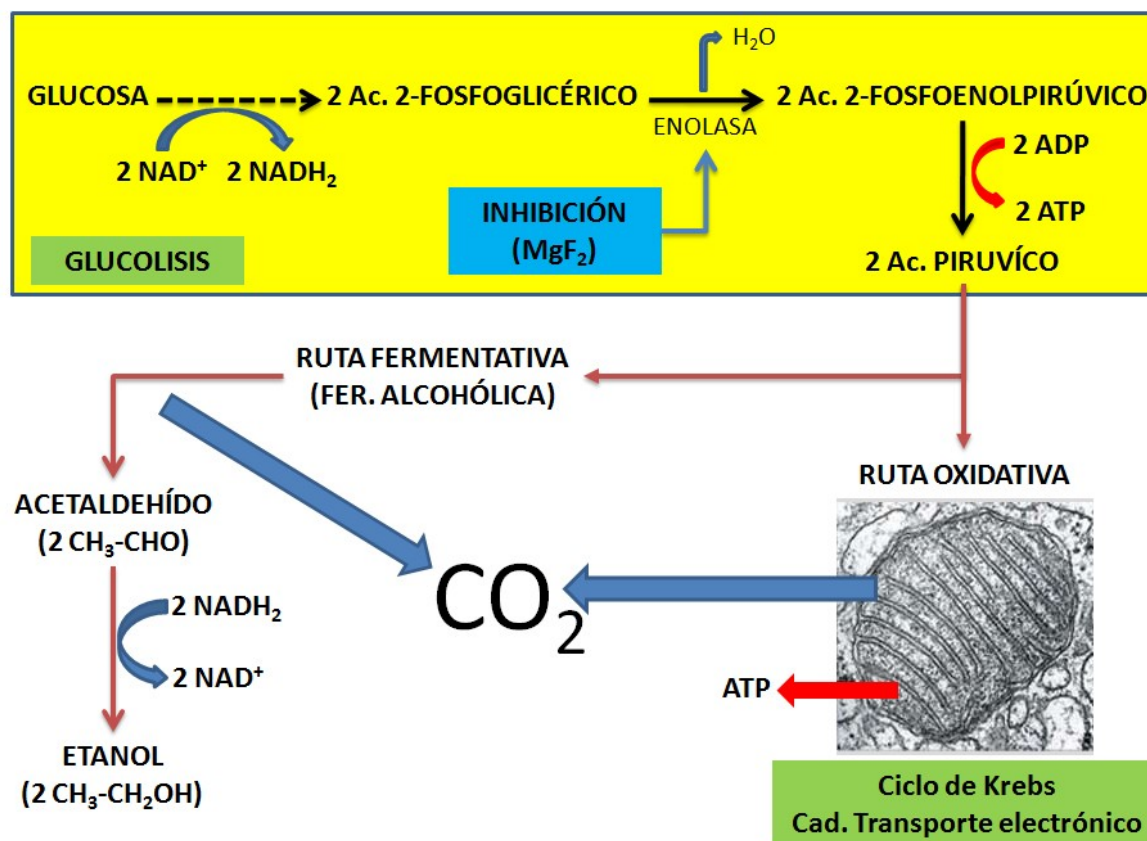 H₂O
GLUCOSA
2 Ac. 2-FOSFOGLICÉRICO
2 Ac. 2-FOSFOENOLPIRÚVICO
ENOLASA
2 NAD⁺
2 NADH₂
2 ADP
2 ATP
INHIBICIÓN
(MgF₂)
GLUCOLISIS
2 Ac. PIRUVÍCO
RUTA FERMENTATIVA
(FER. ALCOHÓLICA)
RUTA OXIDATIVA
ACETALDEHÍDO
(2 CH₃-CHO)
CO₂
2 NADH₂
2 NAD⁺
ATP
ETANOL
(2 CH₃-CH₂OH)
Ciclo de Krebs
Cad. Transporte electrónico